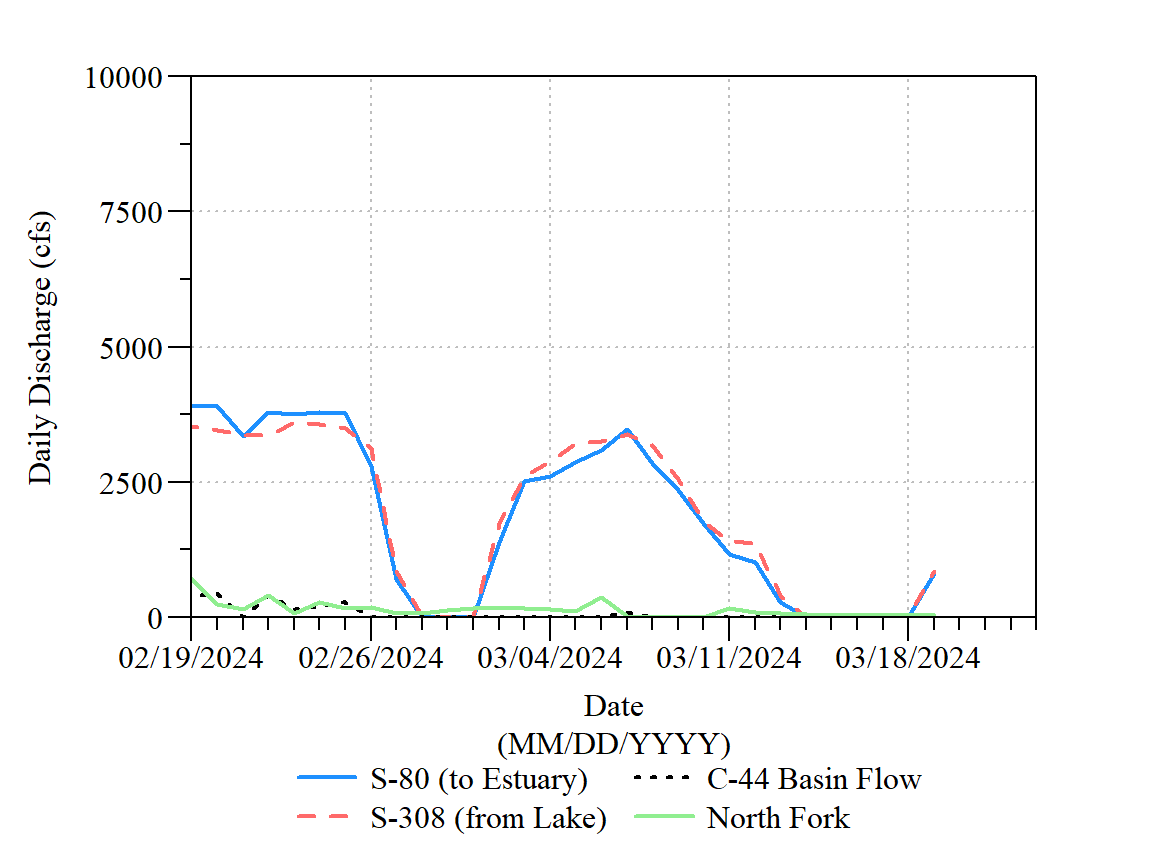 10000
7500
5000
2500
0
Daily Discharge (cfs)
02/19/2024 02/26/2024 03/04/2024 03/11/2024 03/18/2024
Date
(MM/DD/YYYY)
S-80 (to Estuary) C-44 Basin Flow
S-308 (from Lake) North Fork